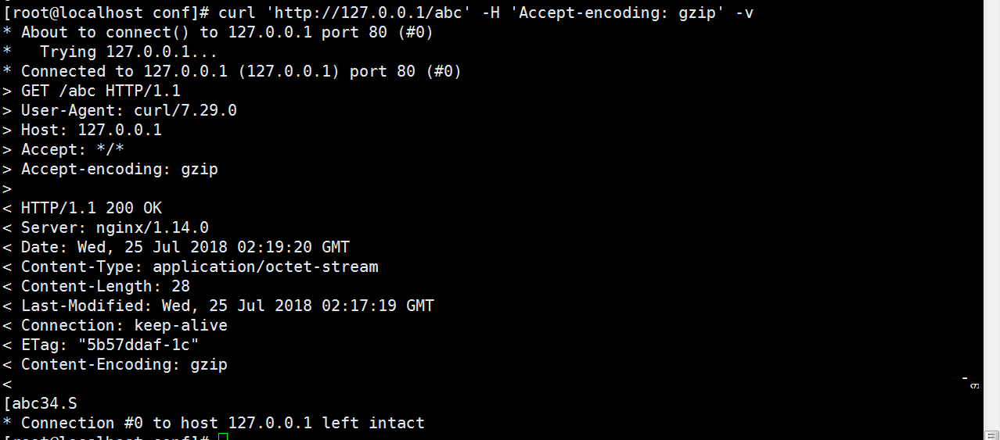 [root@localhost conf]# curl 'http://127.0.0.1/abc' -H 'Accept-encoding: gzip' -v
* About to connect() to 127.0.0.1 port 80 (#0)
*   Trying 127.0.0.1...
* Connected to 127.0.0.1 (127.0.0.1) port 80 (#0)
> GET /abc HTTP/1.1
> User-Agent: curl/7.29.0
> Host: 127.0.0.1
> Accept: */*
> Accept-encoding: gzip
>
< HTTP/1.1 200 OK
< Server: nginx/1.14.0
< Date: Wed, 25 Jul 2018 02:19:20 GMT
< Content-Type: application/octet-stream
< Content-Length: 28
< Last-Modified: Wed, 25 Jul 2018 02:17:19 GMT
< Connection: keep-alive
< ETag: "5b57ddaf-1c"
< Content-Encoding: gzip
<
[abc34.S
* Connection #0 to host 127.0.0.1 left intact
[root@localhost conf]#